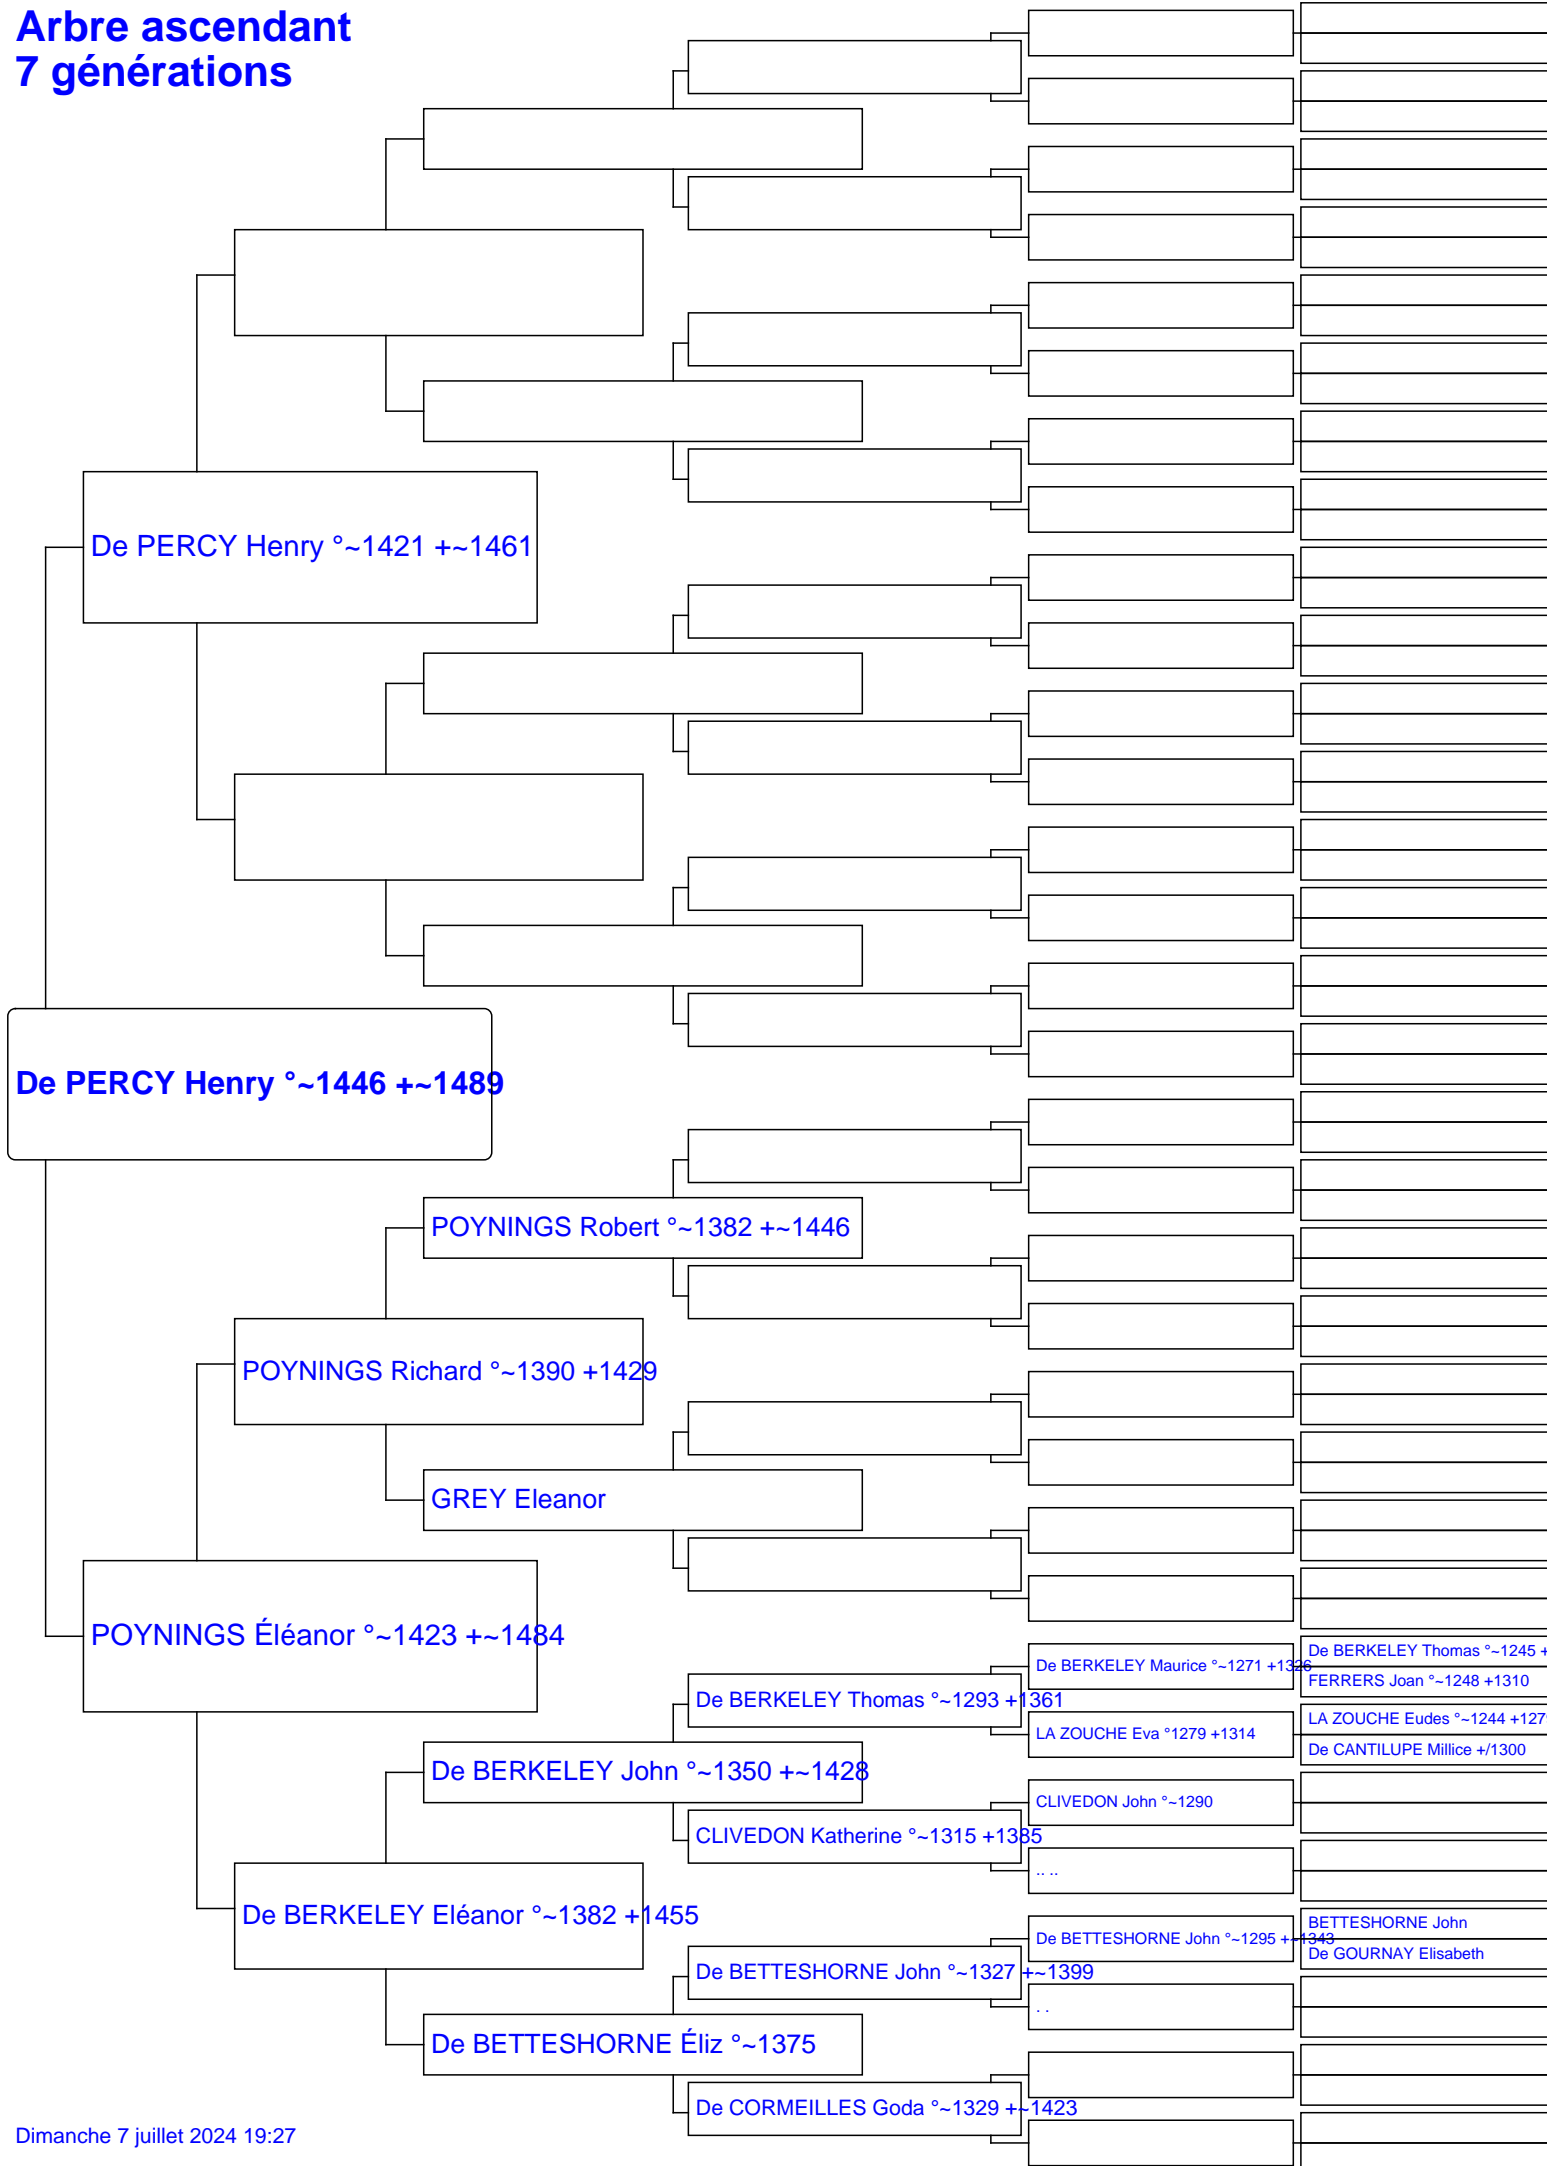 Arbre ascendant
7 générations
De PERCY Henry °~1421 +~1461
De PERCY Henry °~1446 +~1489
POYNINGS Robert °~1382 +~1446
POYNINGS Richard °~1390 +1429
GREY Eleanor
POYNINGS Éléanor °~1423 +~1484
De BERKELEY Thomas °~1245 +
De BERKELEY Maurice °~1271 +1326
FERRERS Joan °~1248 +1310
De BERKELEY Thomas °~1293 +1361
LA ZOUCHE Eudes °~1244 +127
LA ZOUCHE Eva °1279 +1314
De CANTILUPE Millice +/1300
De BERKELEY John °~1350 +~1428
CLIVEDON John °~1290
CLIVEDON Katherine °~1315 +1385
.. ..
De BERKELEY Eléanor °~1382 +1455
BETTESHORNE John
De BETTESHORNE John °~1295 +~1343
De GOURNAY Elisabeth
De BETTESHORNE John °~1327 +~1399
. .
De BETTESHORNE Éliz °~1375
De CORMEILLES Goda °~1329 +~1423
Dimanche 7 juillet 2024 19:27